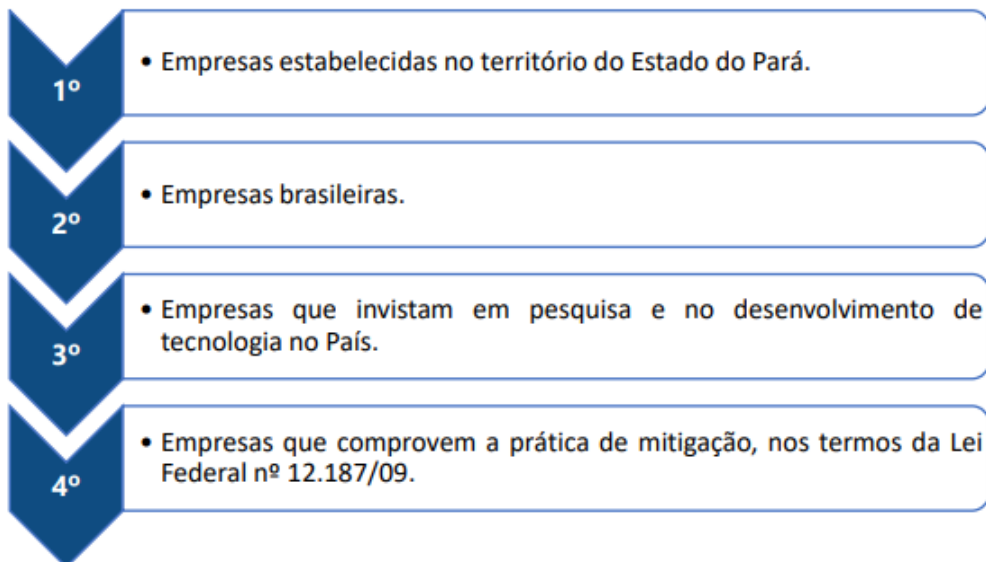 1º
• Empresas estabelecidas no território do Estado do Pará.
2º
• Empresas brasileiras.
3º
• Empresas que invistam em pesquisa e no desenvolvimento de
tecnologia no País.
4º
• Empresas que comprovem a prática de mitigação, nos termos da Lei
Federal nº 12.187/09.